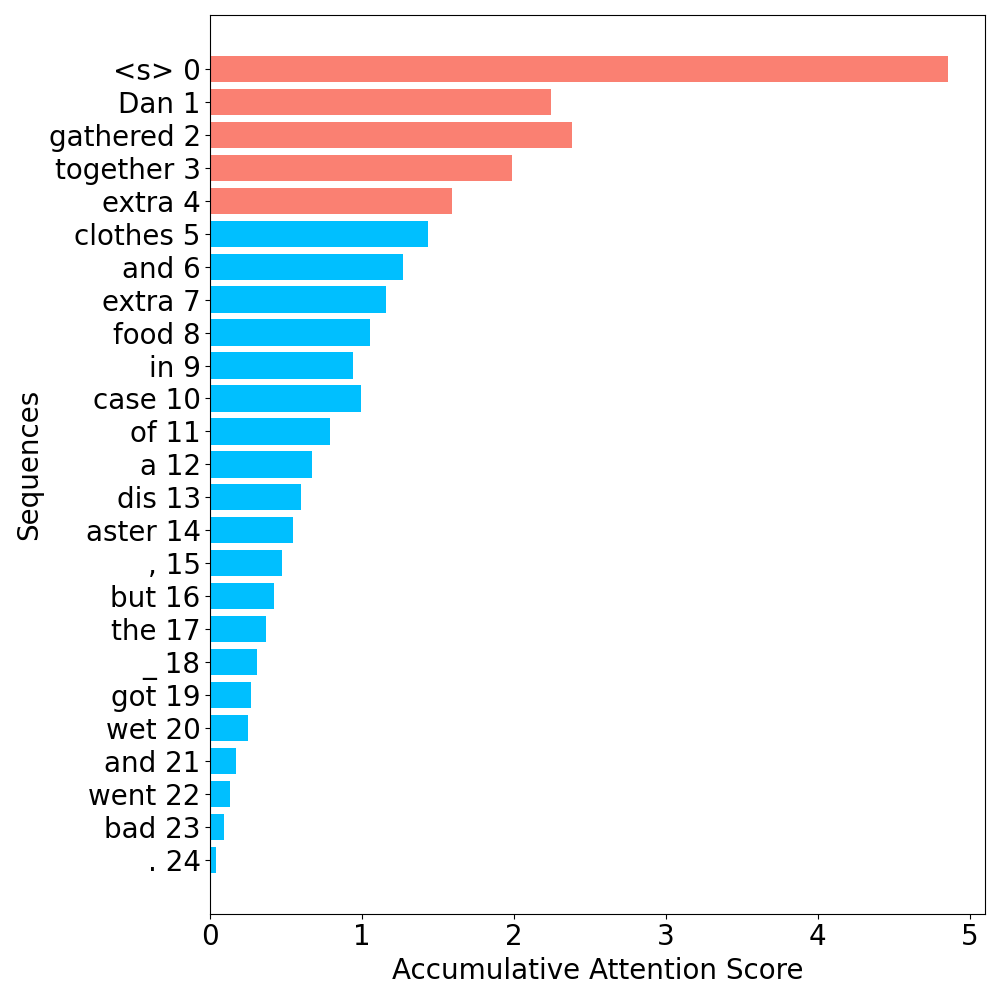 <s> 0
Dan 1
gathered 2
together 3
extra 4
clothes 5
and 6
extra 7
food 8
in 9
case 10
of 11
a 12
dis 13
aster 14
, 15
but 16
the 17
_ 18
got 19
wet 20
and 21
went 22
bad 23
. 24
Sequences
0 1 2 3 4 5
Accumulative Attention Score